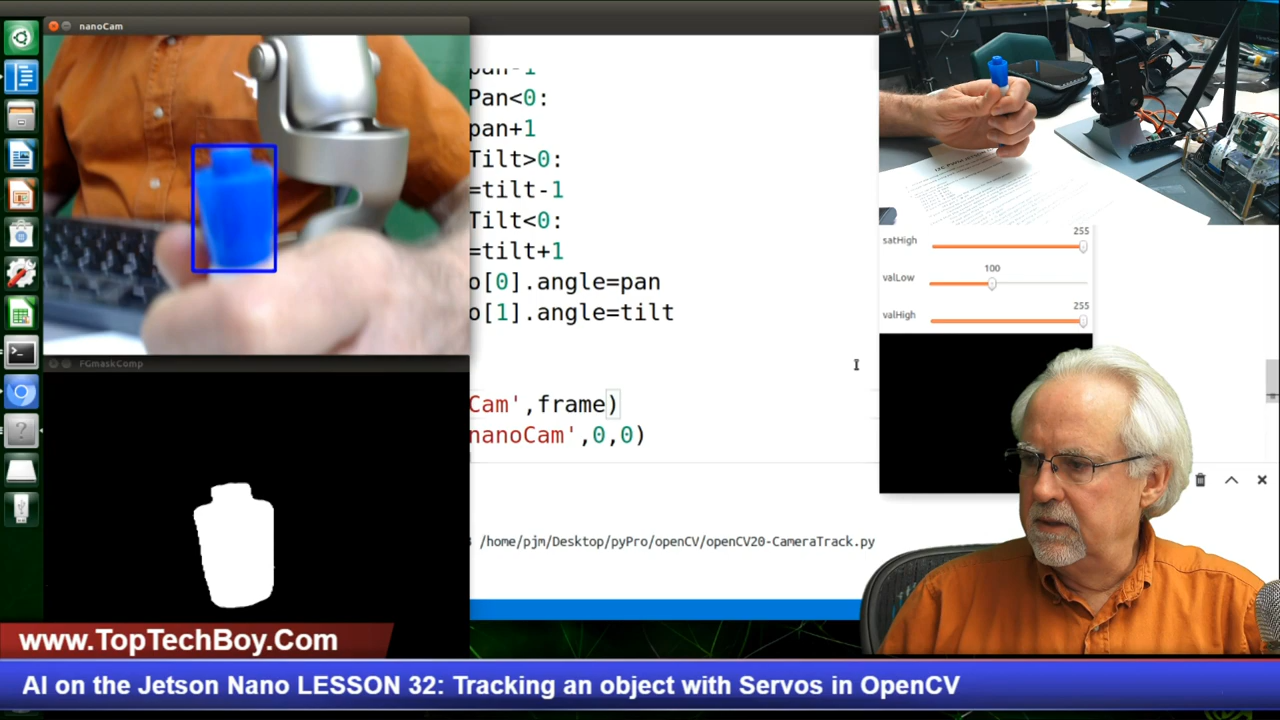 nanoCam
pan-1
Pan<0:
pan+1
Tilt>0:
=tilt-1
Tilt<0:
=tilt+1
o[0].angle=pan
o[1].angle=tilt
Cam',frame)
nanoCam',0,0)
FGmaskComp
/home/pjm/Desktop/pyPro/openCV/openCV20-CameraTrack.py
satHigh
255
valLow
100
valHigh
255
www.TopTechBoy.Com
AI on the Jetson Nano LESSON 32: Tracking an object with Servos in OpenCV